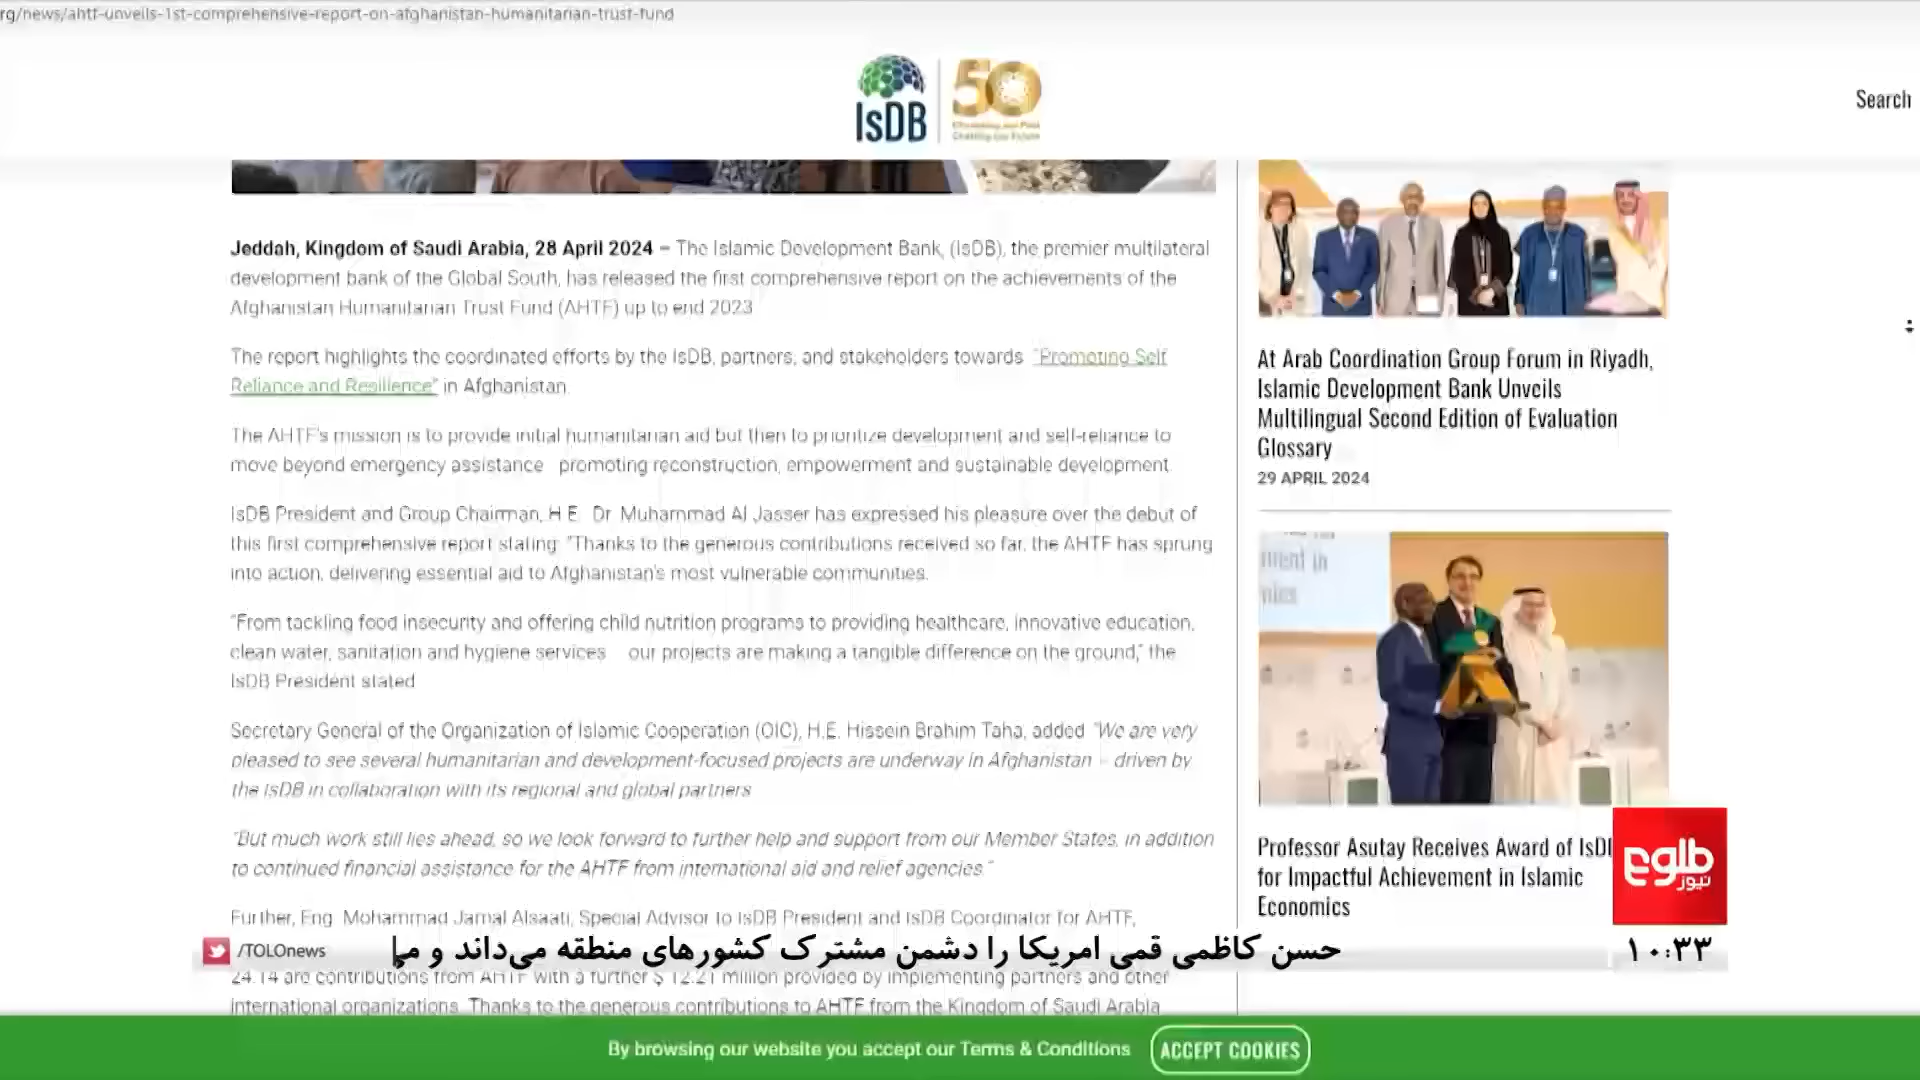 rg/news/ahtf-unveils-1st-comprehensive-report-on-afghanistan-humanitarian-trust-fund
IsDB
50
Search
Jeddah, Kingdom of Saudi Arabia, 28 April 2024 – The Islamic Development Bank, (IsDB), the premier multilateral
development bank of the Global South, has released the first comprehensive report on the achievements of the
Afghanistan Humanitarian Trust Fund (AHTF) up to end 2023
The report highlights the coordinated efforts by the IsDB, partners, and stakeholders towards "Promoting Self
Reliance and Resilience" in Afghanistan.
The AHTF's mission is to provide initial humanitarian aid but then to prioritize development and self-reliance to
move beyond emergency assistance promoting reconstruction, empowerment and sustainable development.
IsDB President and Group Chairman, H.E. Dr. Muhammad Al Jasser has expressed his pleasure over the debut of
this first comprehensive report stating: "Thanks to the generous contributions received so far, the AHTF has sprung
into action, delivering essential aid to Afghanistan's most vulnerable communities.
"From tackling food insecurity and offering child nutrition programs to providing healthcare, innovative education,
clean water, sanitation and hygiene services our projects are making a tangible difference on the ground," the
IsDB President stated
Secretary General of the Organization of Islamic Cooperation (OIC), H.E. Hissein Brahim Taha, added "We are very
pleased to see several humanitarian and development-focused projects are underway in Afghanistan – driven by
the IsDB in collaboration with its regional and global partners
"But much work still lies ahead, so we look forward to further help and support from our Member States, in addition
to continued financial assistance for the AHTF from international aid and relief agencies."
Further, Eng. Mohammad Jamal Alsaati, Special Advisor to IsDB President and IsDB Coordinator for AHTF,
24.14 are contributions from AHTF with a further $ 12.21 million provided by implementing partners and other
international organizations. Thanks to the generous contributions to AHTF from the Kingdom of Saudi Arabia
At Arab Coordination Group Forum in Riyadh,
Islamic Development Bank Unveils
Multilingual Second Edition of Evaluation
Glossary
29 APRIL 2024
Professor Asutay Receives Award of IsD
for Impactful Achievement in Islamic
Economics
طلوع
نیوز
/TOLOnews
حسن کاظمی قمی امریکا را دشمن مشترک کشورهای منطقه می‌داند و
۱۰:۳۳
By browsing our website you accept our Terms & Conditions
ACCEPT COOKIES